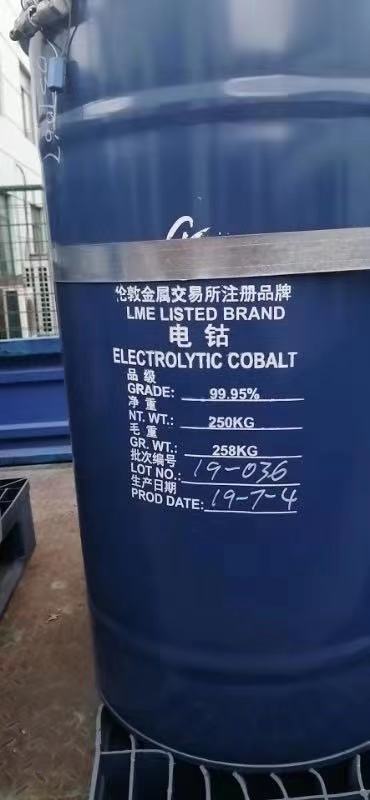 伦敦金属交易所注册品牌
LME LISTED BRAND
电钴
ELECTROLYTIC COBALT
品级
GRADE: 99.95%
净重
NT. WT.: 250KG
毛重
GR. WT.: 258KG
批次编号
LOT NO.: 19-036
生产日期
PROD DATE: 19-7-4